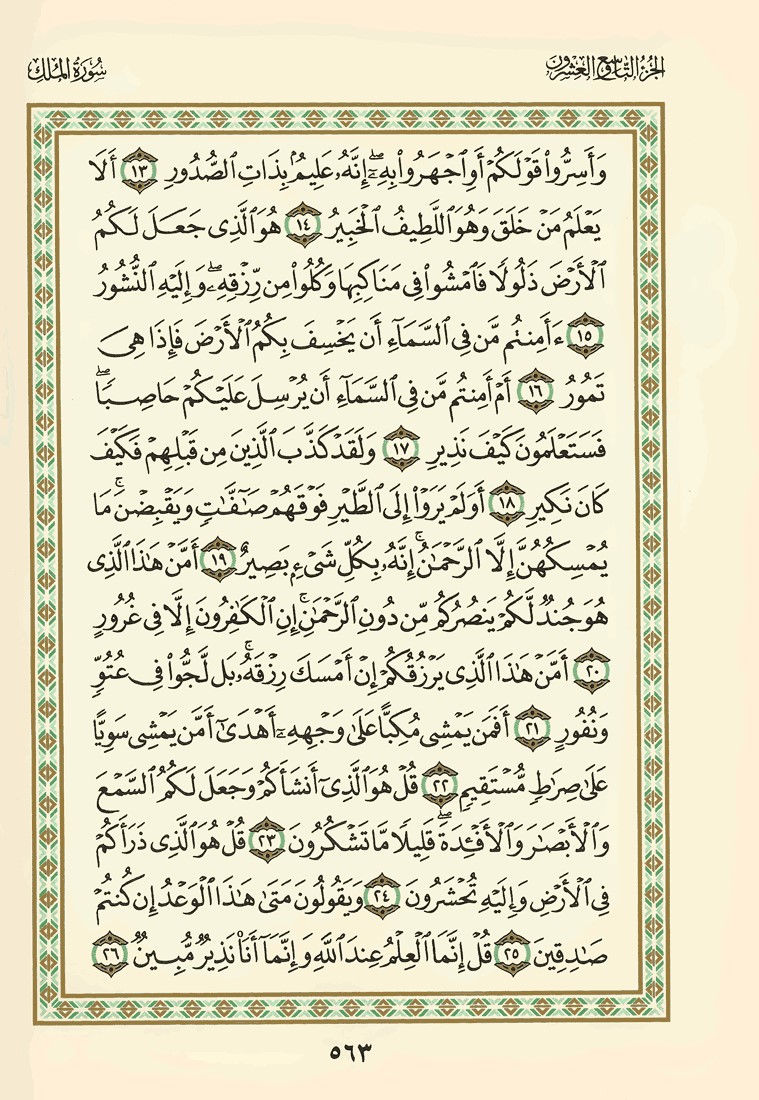 الجزء التاسع والعشرون
سورة الملك
وَأَسِرُّوا۟ قَوْلَكُمْ أَوِ ٱجْهَرُوا۟ بِهِۦٓ ۖ إِنَّهُۥ عَلِيمٌۢ بِذَاتِ ٱلصُّدُورِ ١٣ أَلَا
يَعْلَمُ مَنْ خَلَقَ وَهُوَ ٱللَّطِيفُ ٱلْخَبِيرُ ١٤ هُوَ ٱلَّذِى جَعَلَ لَكُمُ
ٱلْأَرْضَ ذَلُولًا فَٱمْشُوا۟ فِى مَنَاكِبِهَا وَكُلُوا۟ مِن رِّزْقِهِۦ ۖ وَإِلَيْهِ ٱلنُّشُورُ
١٥ ءَأَمِنتُم مَّن فِى ٱلسَّمَآءِ أَن يَخْسِفَ بِكُمُ ٱلْأَرْضَ فَإِذَا هِىَ
تَمُورُ ١٦ أَمْ أَمِنتُم مَّن فِى ٱلسَّمَآءِ أَن يُرْسِلَ عَلَيْكُمْ حَاصِبًا ۖ
فَسَتَعْلَمُونَ كَيْفَ نَذِيرِ ١٧ وَلَقَدْ كَذَّبَ ٱلَّذِينَ مِن قَبْلِهِمْ فَكَيْفَ
كَانَ نَكِيرِ ١٨ أَوَلَمْ يَرَوْا۟ إِلَى ٱلطَّيْرِ فَوْقَهُمْ صَٰٓفَّٰتٍ وَيَقْبِضْنَ ۚ مَا
يُمْسِكُهُنَّ إِلَّا ٱلرَّحْمَٰنُ ۚ إِنَّهُۥ بِكُلِّ شَىْءٍۭ بَصِيرٌ ١٩ أَمَّنْ هَٰذَا ٱلَّذِى
هُوَ جُندٌ لَّكُمْ يَنصُرُكُم مِّن دُونِ ٱلرَّحْمَٰنِ ۚ إِنِ ٱلْكَٰفِرُونَ إِلَّا فِى غُرُورٍ
٢٠ أَمَّنْ هَٰذَا ٱلَّذِى يَرْزُقُكُمْ إِنْ أَمْسَكَ رِزْقَهُۥ ۚ بَل لَّجُّوا۟ فِى عُتُوٍّ
وَنُفُورٍ ٢١ أَفَمَن يَمْشِى مُكِبًّا عَلَىٰ وَجْهِهِۦٓ أَهْدَىٰٓ أَمَّن يَمْشِى سَوِيًّا
عَلَىٰ صِرَٰطٍ مُّسْتَقِيمٍ ٢٢ قُلْ هُوَ ٱلَّذِىٓ أَنشَأَكُمْ وَجَعَلَ لَكُمُ ٱلسَّمْعَ
وَٱلْأَبْصَٰرَ وَٱلْأَفْـِٔدَةَ ۖ قَلِيلًا مَّا تَشْكُرُونَ ٢٣ قُلْ هُوَ ٱلَّذِى ذَرَأَكُمْ
فِى ٱلْأَرْضِ وَإِلَيْهِ تُحْشَرُونَ ٢٤ وَيَقُولُونَ مَتَىٰ هَٰذَا ٱلْوَعْدُ إِن كُنتُمْ
صَٰدِقِينَ ٢٥ قُلْ إِنَّمَا ٱلْعِلْمُ عِندَ ٱللَّهِ وَإِنَّمَآ أَنَا۠ نَذِيرٌ مُّبِينٌ ٢٦
٥٦٣